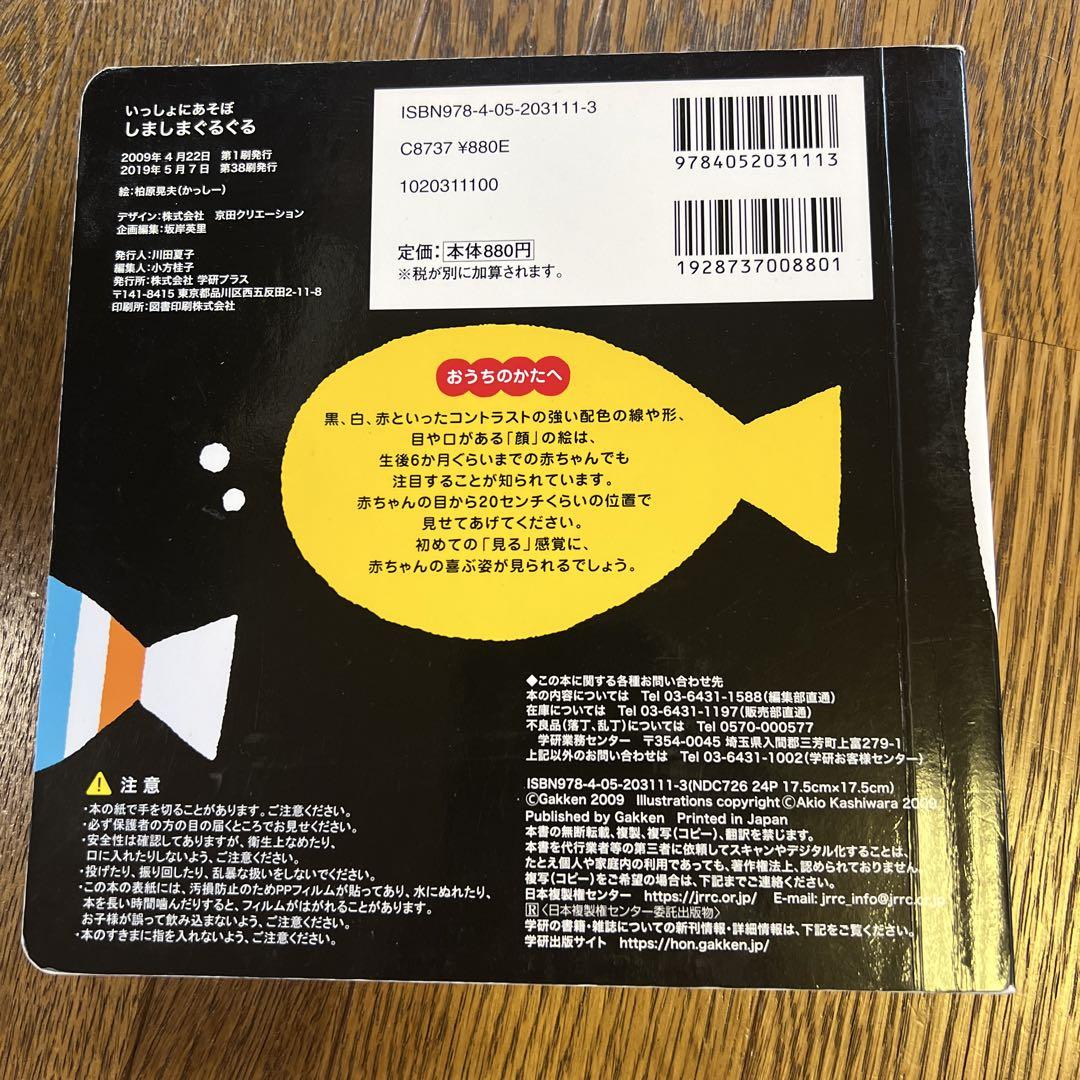 いっしょにあそぼ
しましまぐるぐる
2009年4月22日 第1刷発行
2019年5月7日 第38刷発行
絵:柏原晃夫(かっしー)
デザイン:株式会社 京田クリエーション
企画編集:坂岸英里
発行人:川田夏子
編集人:小方桂子
発行所:株式会社 学研プラス
〒141-8415 東京都品川区西五反田2-11-8
印刷所:図書印刷株式会社
ISBN978-4-05-203111-3
C8737 ¥880E
1020311100
定価:本体880円
※税が別に加算されます。
9784052031113
1928737008801
おうちのかたへ
黒、白、赤といったコントラストの強い配色の線や形、
目や口がある「顔」の絵は、
生後6か月ぐらいまでの赤ちゃんでも
注目することが知られています。
赤ちゃんの目から20センチくらいの位置で
見せてあげてください。
初めての「見る」感覚に、
赤ちゃんの喜ぶ姿が見られるでしょう。
注意
・本の紙で手を切ることがあります。ご注意ください。
・必ず保護者の方の目の届くところでお見せください。
・安全性は確認してありますが、衛生上なめたり、
口に入れたりしないよう、ご注意ください。
・投げたり、振り回したり、乱暴な扱いをしないでください。
・この本の表紙には、汚損防止のためPPフィルムが貼ってあり、水にぬれたり、
本を長い時間噛んだりすると、フィルムがはがれることがあります。
お子様が誤って飲み込まないよう、ご注意ください。
・本のすきまに指を入れないよう、ご注意ください。
◆この本に関する各種お問い合わせ先
本の内容については Tel 03-6431-1588(編集部直通)
在庫については Tel 03-6431-1197(販売部直通)
不良品(落丁、乱丁)については Tel 0570-000577
学研業務センター 〒354-0045 埼玉県入間郡三芳町上富279-1
上記以外のお問い合わせは Tel 03-6431-1002(学研お客様センター)
ISBN978-4-05-203111-3(NDC726 24P 17.5cm×17.5cm)
©Gakken 2009 Illustrations copyright ©Akio Kashiwara 2009.
Published by Gakken Printed in Japan
本書の無断転載、複製、複写(コピー)、翻訳を禁じます。
本書を代行業者等の第三者に依頼してスキャンやデジタル化することは、
たとえ個人や家庭内の利用であっても、著作権法上、認められておりません。
複写(コピー)をご希望の場合は、下記までご連絡ください。
日本複製権センター https://jrrc.or.jp/ E-mail: jrrc_info@jrrc.or.jp
R〈日本複製権センター委託出版物〉
学研の書籍・雑誌についての新刊情報・詳細情報は、下記をご覧ください。
学研出版サイト https://hon.gakken.jp/